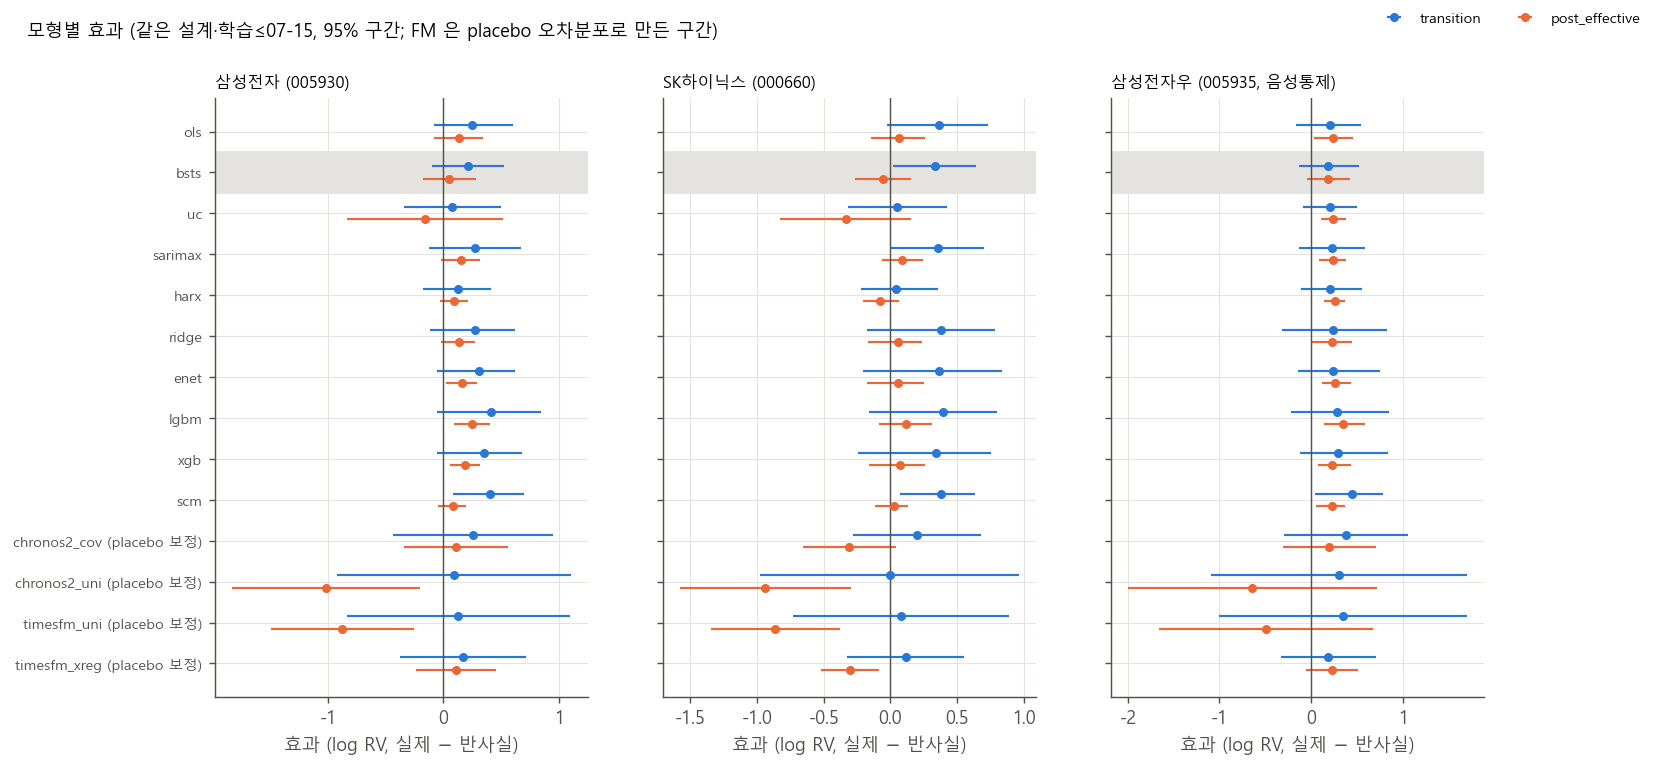 모형별 효과 (같은 설계·학습≤07-15, 95% 구간; FM 은 placebo 오차분포로 만든 구간)
transition
post_effective
삼성전자 (005930)
SK하이닉스 (000660)
삼성전자우 (005935, 음성통제)
ols
bsts
uc
sarimax
harx
ridge
enet
lgbm
xgb
scm
chronos2_cov (placebo 보정)
chronos2_uni (placebo 보정)
timesfm_uni (placebo 보정)
timesfm_xreg (placebo 보정)
-1 0 1
-1.5 -1.0 -0.5 0.0 0.5 1.0
-2 -1 0 1
효과 (log RV, 실제 − 반사실)
효과 (log RV, 실제 − 반사실)
효과 (log RV, 실제 − 반사실)